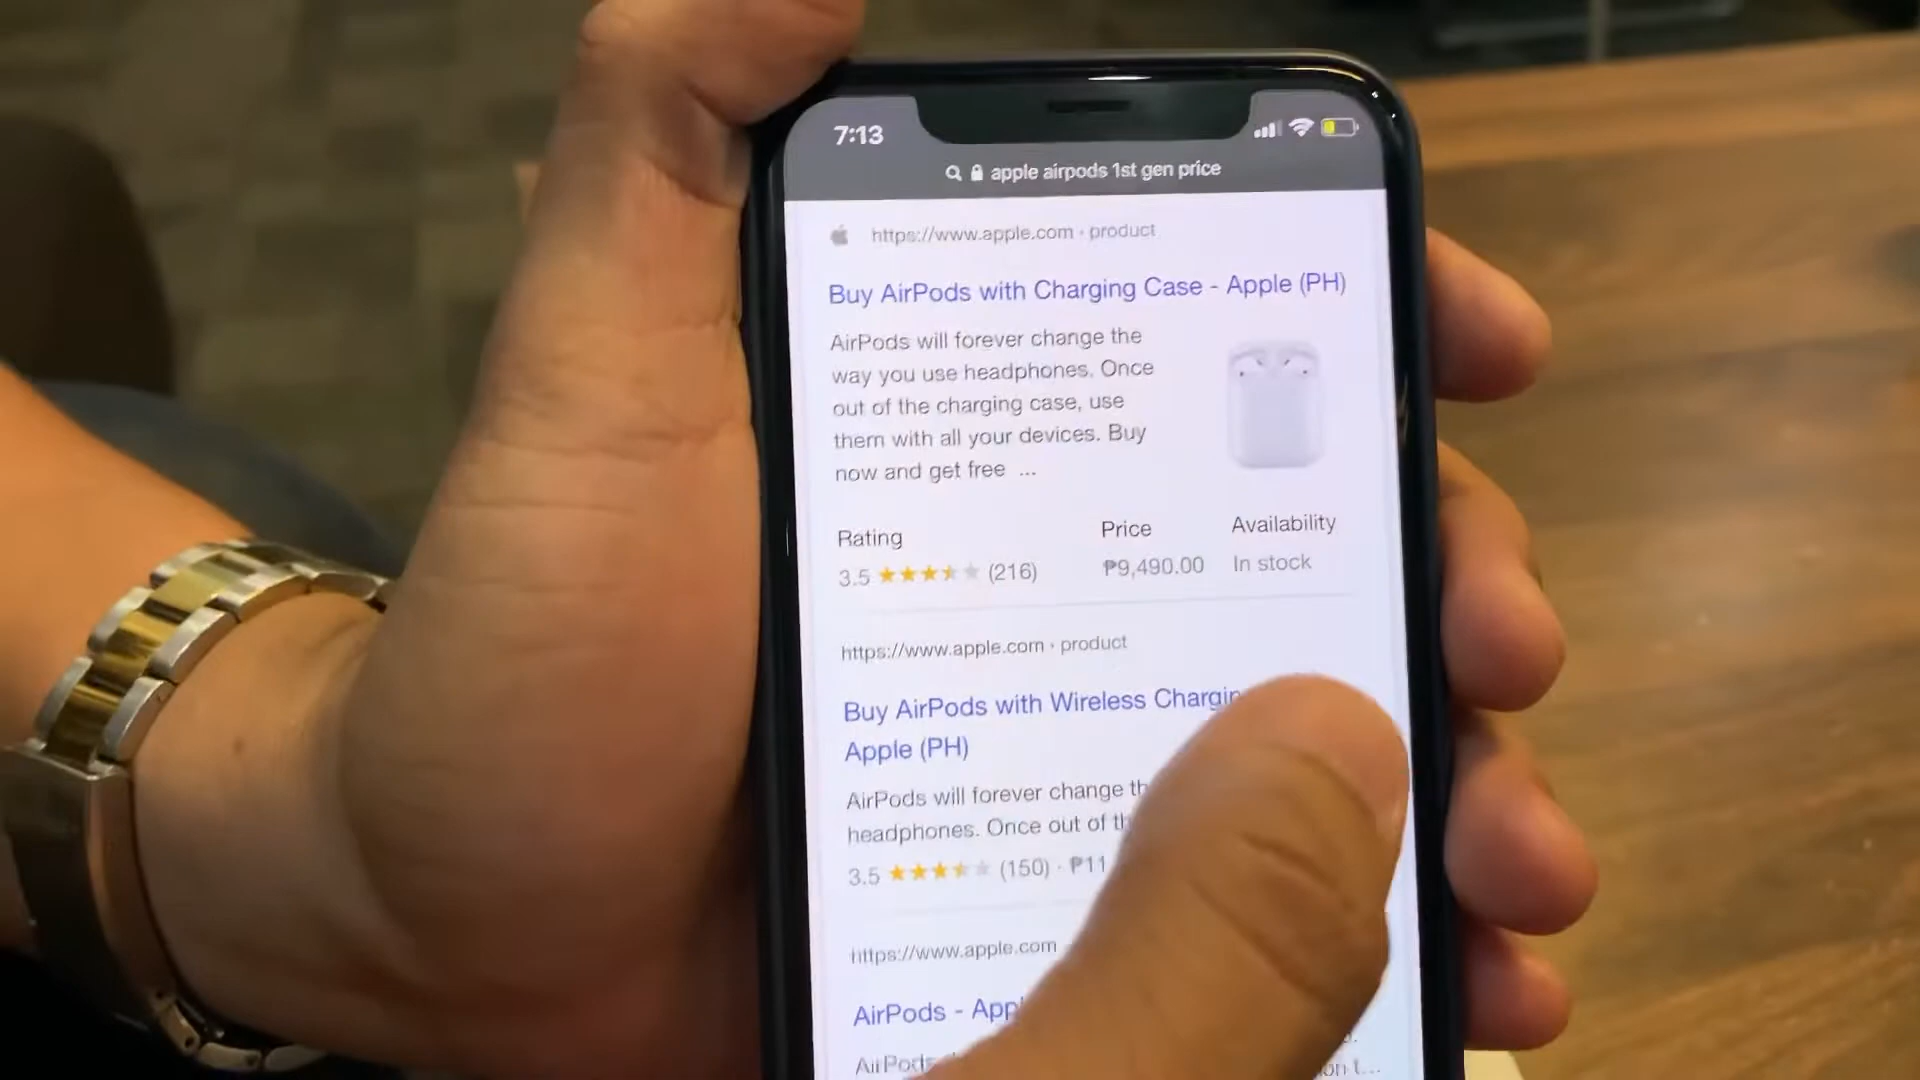 7:13
apple airpods 1st gen price
https://www.apple.com › product
Buy AirPods with Charging Case - Apple (PH)
AirPods will forever change the
way you use headphones. Once
out of the charging case, use
them with all your devices. Buy
now and get free ...
Rating Price Availability
3.5 (216) ₱9,490.00 In stock
https://www.apple.com › product
Buy AirPods with Wireless
Apple (PH)
AirPods will forever change
headphones. Once out of
3.5 (150) · ₱11
https://www.apple.com
AirPods -
AirPods